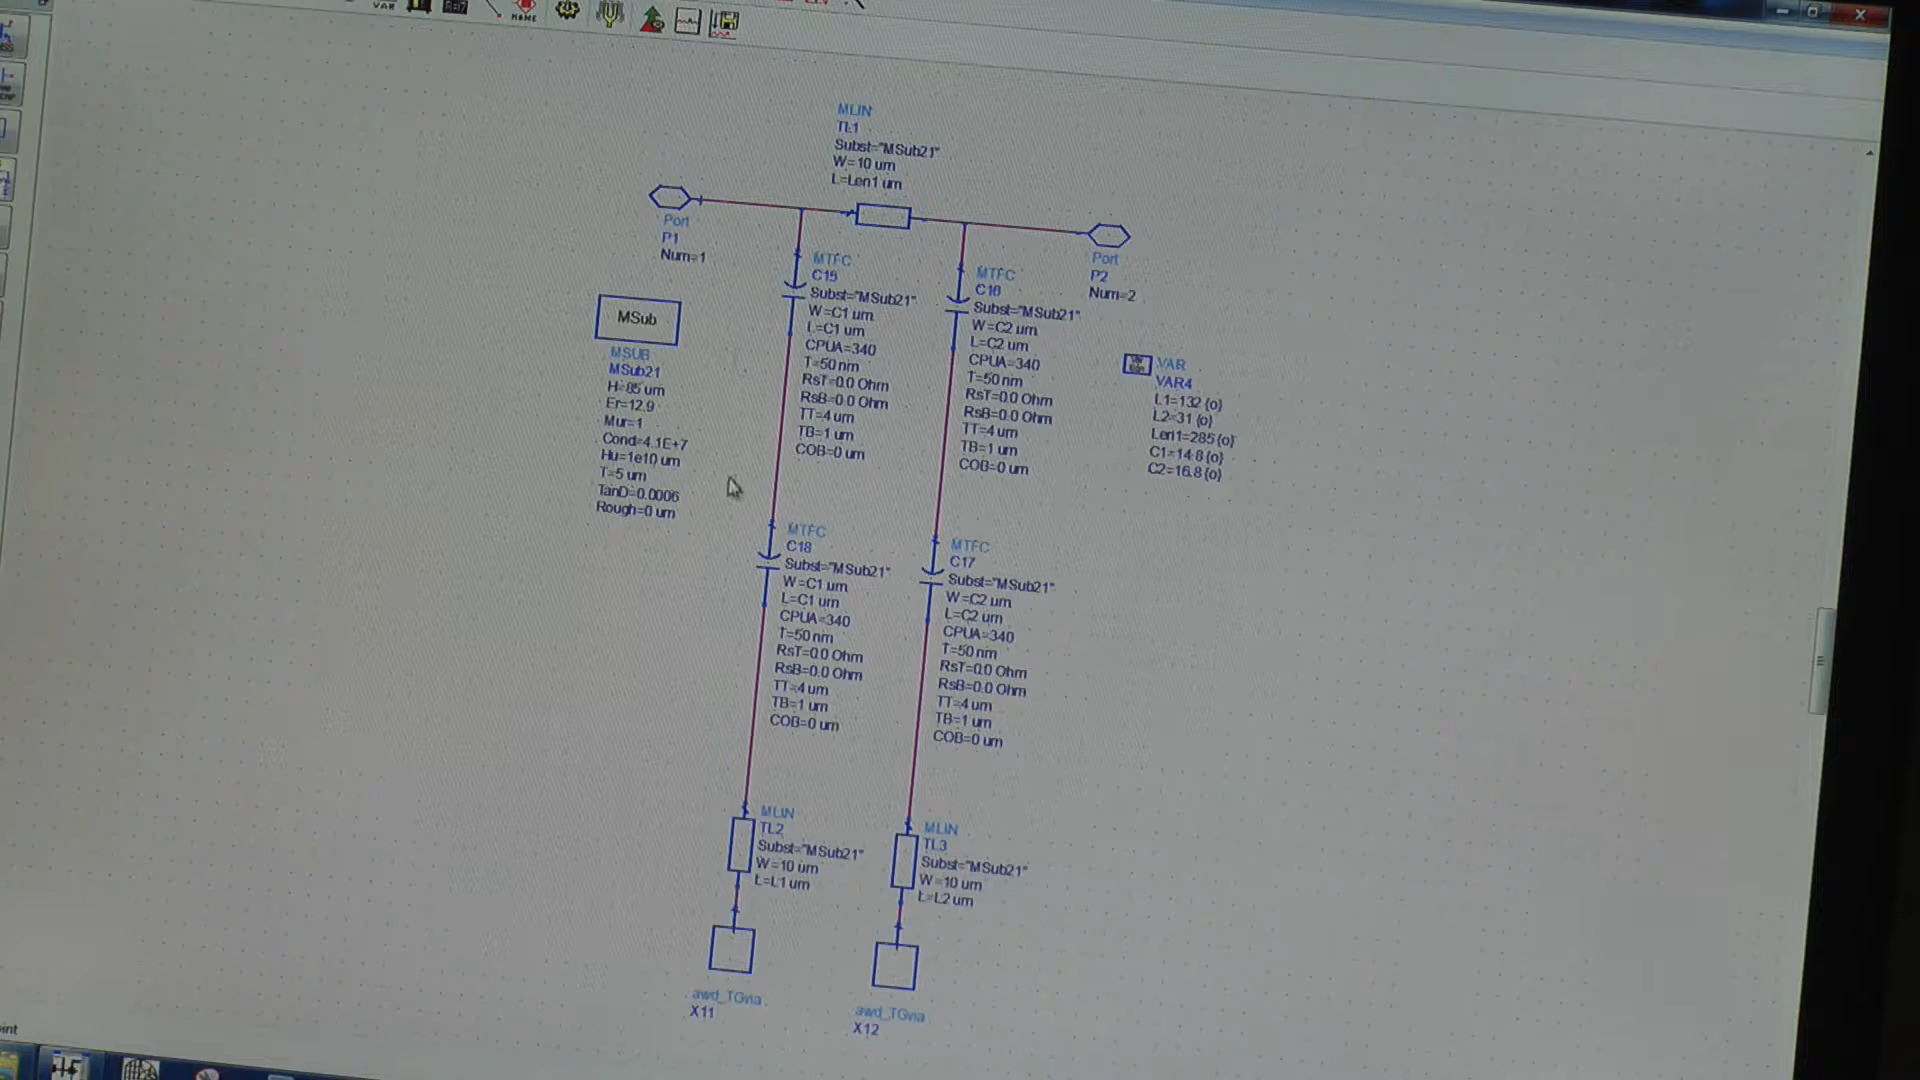 VAR
NAME
MLIN
TL1
Subst="MSub21"
W=10 um
L=Len1 um
Port
P1
Num=1
Port
P2
Num=2
MTFC
C15
Subst="MSub21"
W=C1 um
L=C1 um
CPUA=340
T=50 nm
RsT=0.0 Ohm
RsB=0.0 Ohm
TT=4 um
TB=1 um
COB=0 um
MTFC
C16
Subst="MSub21"
W=C2 um
L=C2 um
CPUA=340
T=50 nm
RsT=0.0 Ohm
RsB=0.0 Ohm
TT=4 um
TB=1 um
COB=0 um
MSub
MSUB
MSub21
H=85 um
Er=12.9
Mur=1
Cond=4.1E+7
Hu=1e10 um
T=5 um
TanD=0.0006
Rough=0 um
VAR
VAR4
L1=132 {o}
L2=31 {o}
Len1=285 {o}
C1=14.8 {o}
C2=16.8 {o}
MTFC
C18
Subst="MSub21"
W=C1 um
L=C1 um
CPUA=340
T=50 nm
RsT=0.0 Ohm
RsB=0.0 Ohm
TT=4 um
TB=1 um
COB=0 um
MTFC
C17
Subst="MSub21"
W=C2 um
L=C2 um
CPUA=340
T=50 nm
RsT=0.0 Ohm
RsB=0.0 Ohm
TT=4 um
TB=1 um
COB=0 um
MLIN
TL2
Subst="MSub21"
W=10 um
L=L1 um
MLIN
TL3
Subst="MSub21"
W=10 um
L=L2 um
awd_TGvia
X11
awd_TGvia
X12